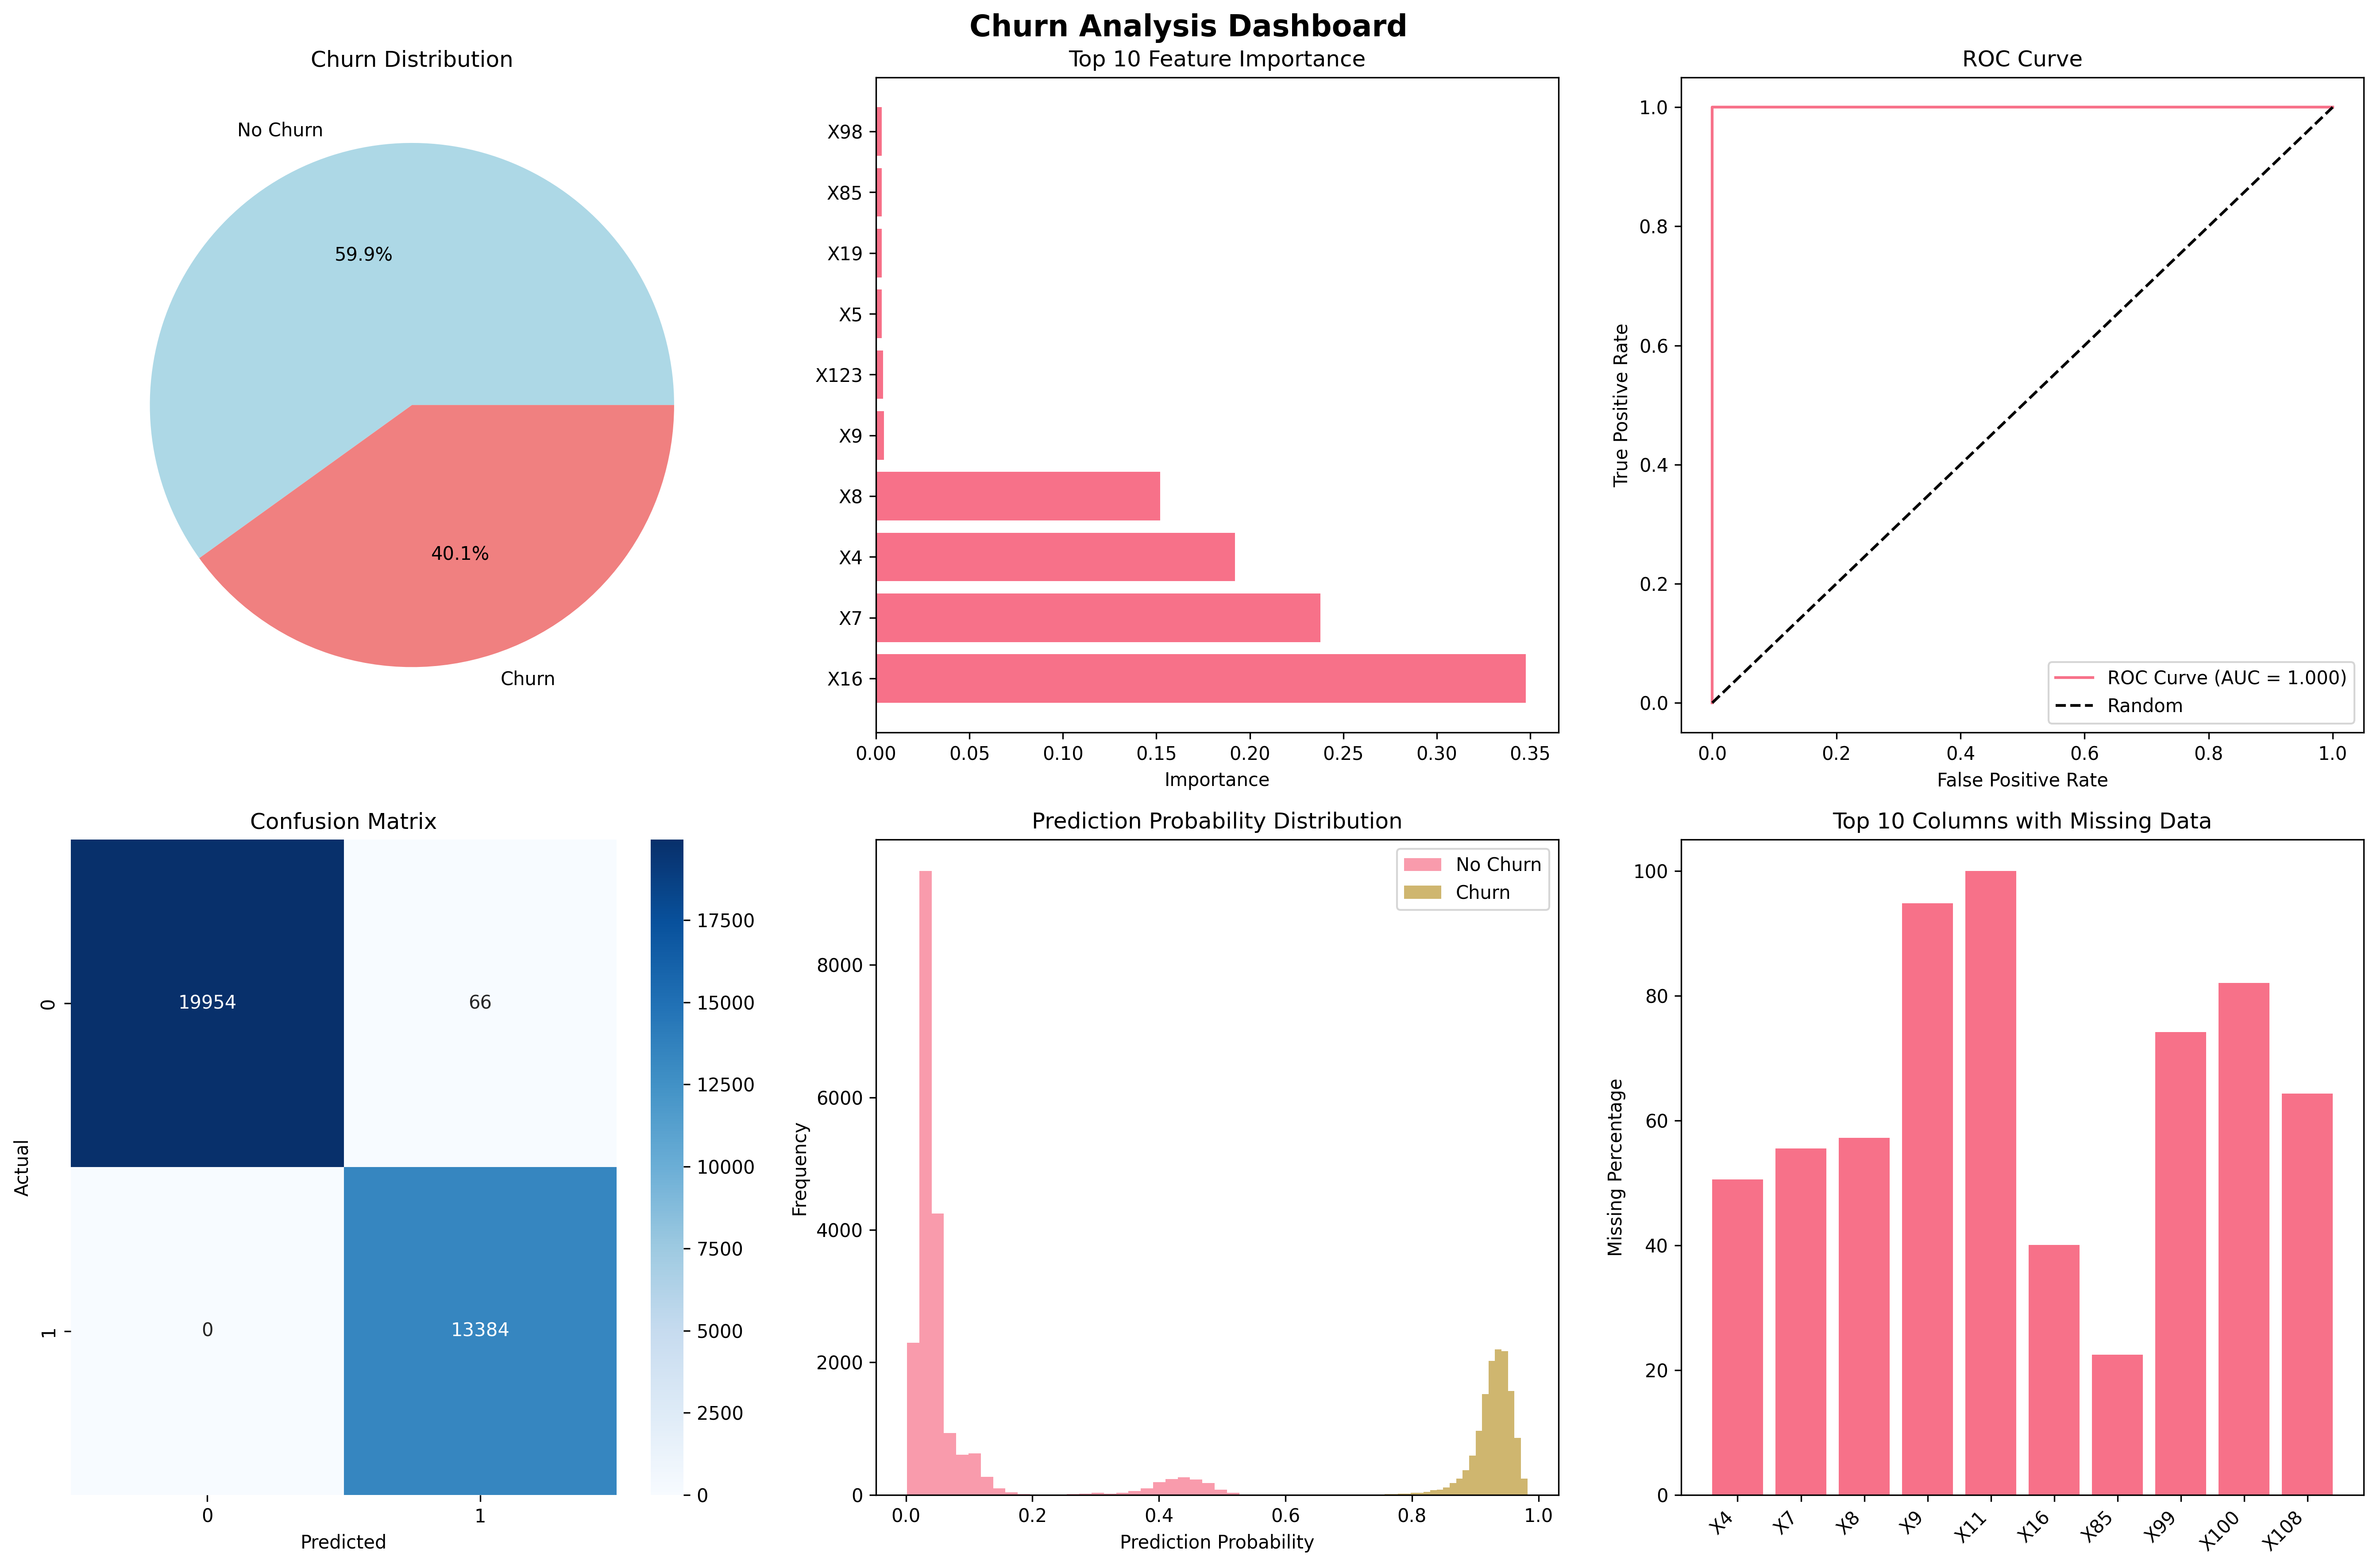 Churn Analysis Dashboard
Churn Distribution
No Churn
59.9%
40.1%
Churn
Top 10 Feature Importance
X98
X85
X19
X5
X123
X9
X8
X4
X7
X16
0.00 0.05 0.10 0.15 0.20 0.25 0.30 0.35
Importance
ROC Curve
True Positive Rate
1.0
0.8
0.6
0.4
0.2
0.0
ROC Curve (AUC = 1.000)
Random
0.0 0.2 0.4 0.6 0.8 1.0
False Positive Rate
Confusion Matrix
Actual
0
1
19954 66
0 13384
0 1
Predicted
17500
15000
12500
10000
7500
5000
2500
0
Prediction Probability Distribution
No Churn
Churn
Frequency
8000
6000
4000
2000
0
0.0 0.2 0.4 0.6 0.8 1.0
Prediction Probability
Top 10 Columns with Missing Data
Missing Percentage
100
80
60
40
20
0
X4 X7 X8 X9 X11 X16 X85 X99 X100 X108